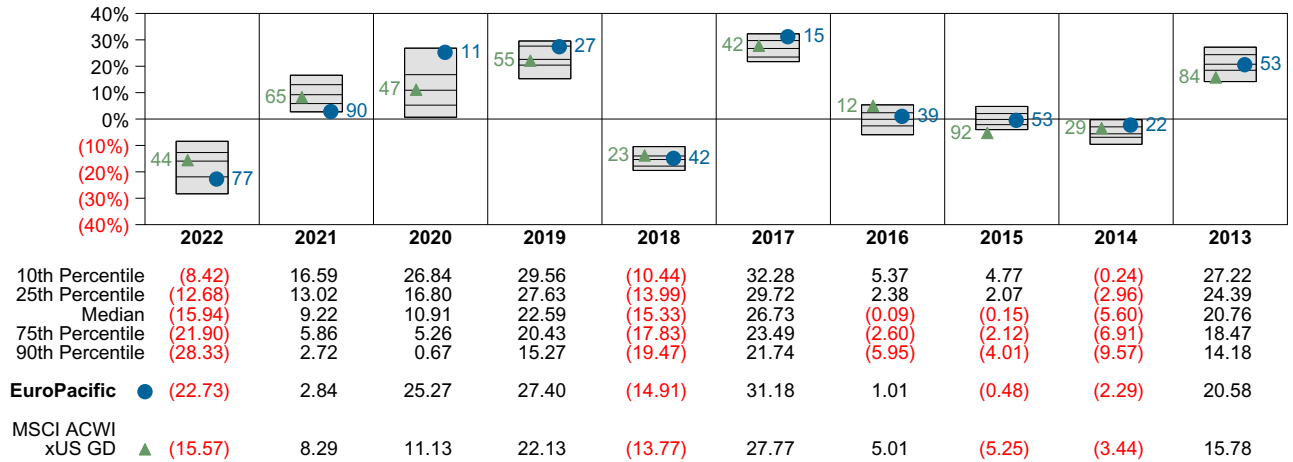 40%
30%
20%
10%
0%
(10%)
(20%)
(30%)
(40%)
44 77
65 90
47 11
55 27
23 42
42 15
12 39
92 53
29 22
84 53
2022 2021 2020 2019 2018 2017 2016 2015 2014 2013
10th Percentile (8.42) 16.59 26.84 29.56 (10.44) 32.28 5.37 4.77 (0.24) 27.22
25th Percentile (12.68) 13.02 16.80 27.63 (13.99) 29.72 2.38 2.07 (2.96) 24.39
Median (15.94) 9.22 10.91 22.59 (15.33) 26.73 (0.09) (0.15) (5.60) 20.76
75th Percentile (21.90) 5.86 5.26 20.43 (17.83) 23.49 (2.60) (2.12) (6.91) 18.47
90th Percentile (28.33) 2.72 0.67 15.27 (19.47) 21.74 (5.95) (4.01) (9.57) 14.18
EuroPacific (22.73) 2.84 25.27 27.40 (14.91) 31.18 1.01 (0.48) (2.29) 20.58
MSCI ACWI
xUS GD (15.57) 8.29 11.13 22.13 (13.77) 27.77 5.01 (5.25) (3.44) 15.78